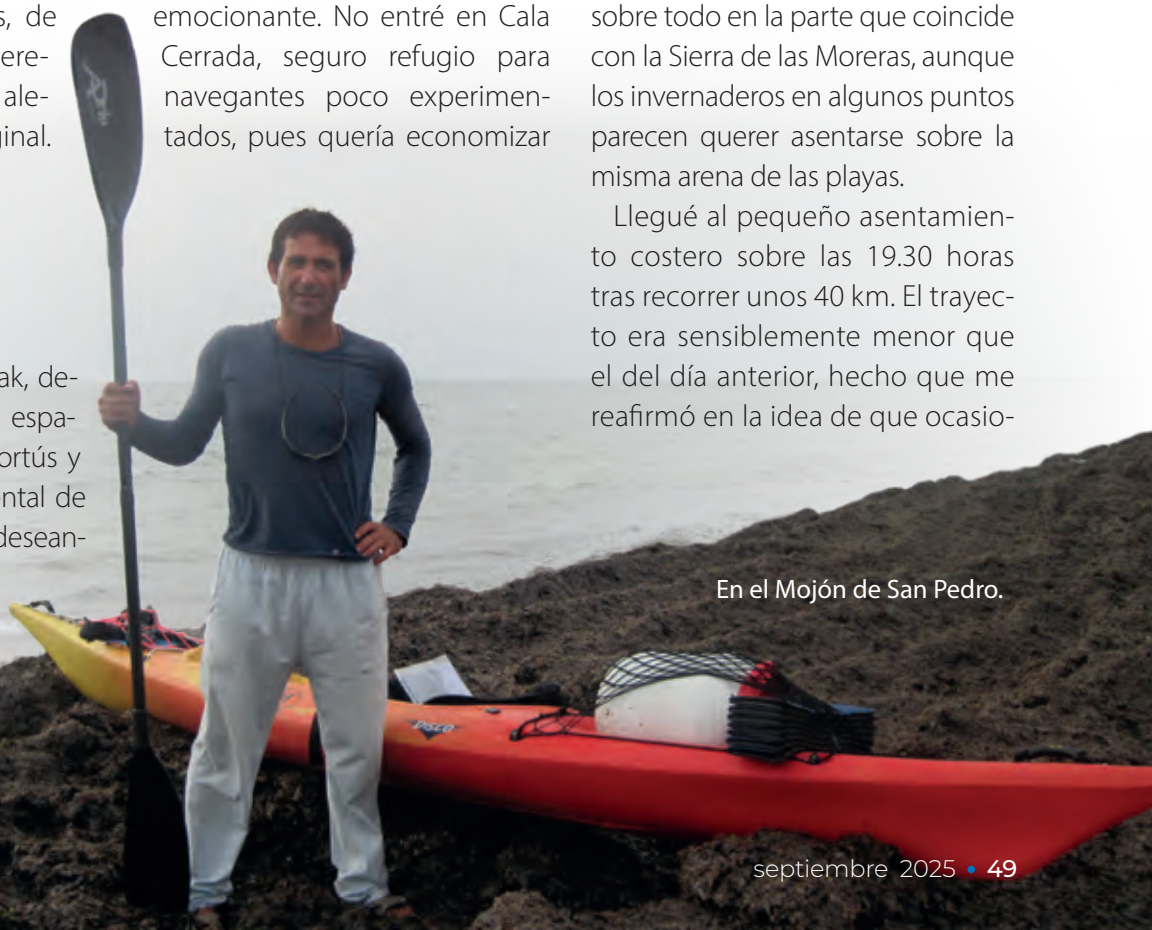 s, de
ere-
ale-
ginal.
ak, de-
espa-
ortús y
ental de
desean-
emocionante. No entré en Cala
Cerrada, seguro refugio para
navegantes poco experimen-
tados, pues quería economizar
sobre todo en la parte que coincide
con la Sierra de las Moreras, aunque
los invernaderos en algunos puntos
parecen querer asentarse sobre la
misma arena de las playas.
Llegué al pequeño asentamien-
to costero sobre las 19.30 horas
tras recorrer unos 40 km. El trayec-
to era sensiblemente menor que
el del día anterior, hecho que me
reafirmó en la idea de que ocasio-
En el Mojón de San Pedro.
DISCO
septiembre 2025 • 49